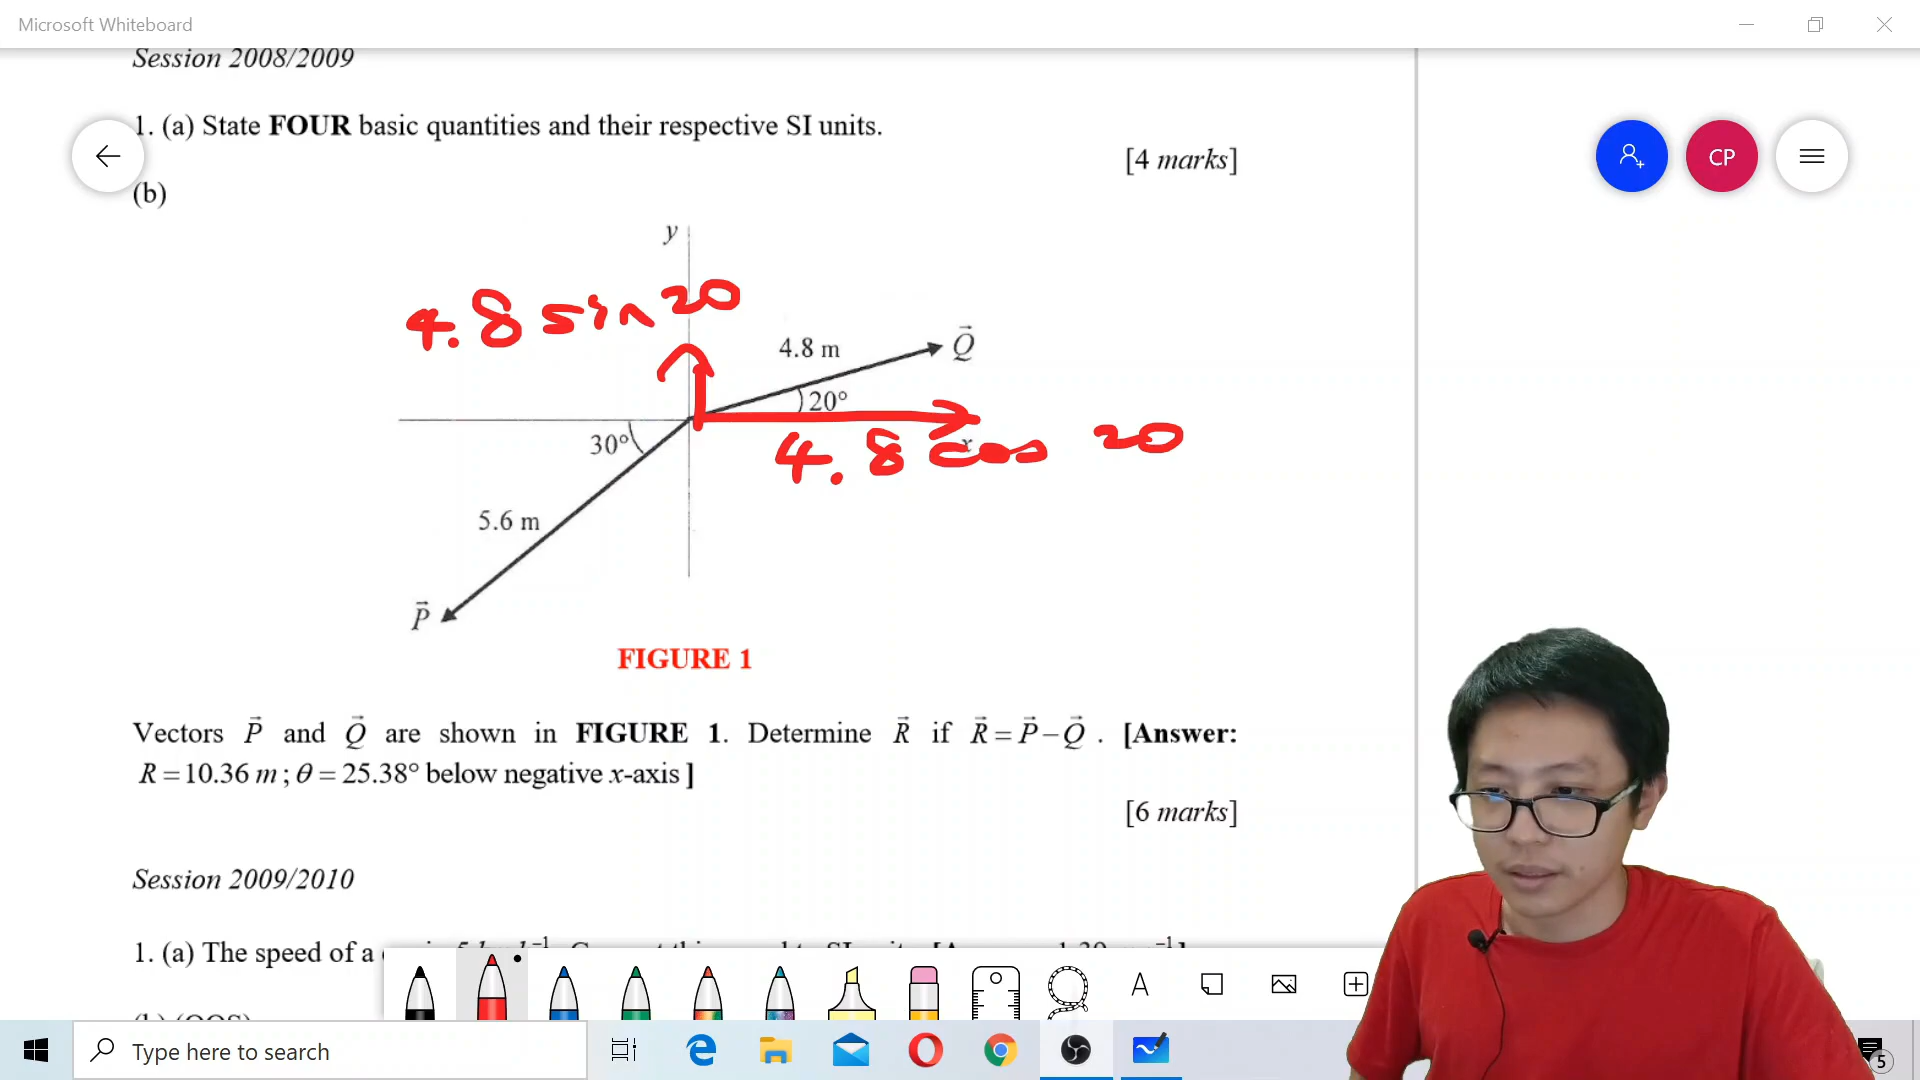 Microsoft Whiteboard
Session 2008/2009
1. (a) State FOUR basic quantities and their respective SI units.
[4 marks]
CP
(b)
y
4.8 sin 20
4.8 m
Q⃗
20°
30°
x
4.8 cos 20
5.6 m
P⃗
FIGURE 1
Vectors P⃗ and Q⃗ are shown in FIGURE 1. Determine R⃗ if R⃗ = P⃗ − Q⃗ . [Answer:
R = 10.36 m ; θ = 25.38° below negative x-axis ]
[6 marks]
Session 2009/2010
1. (a) The speed of a
A
Type here to search
5